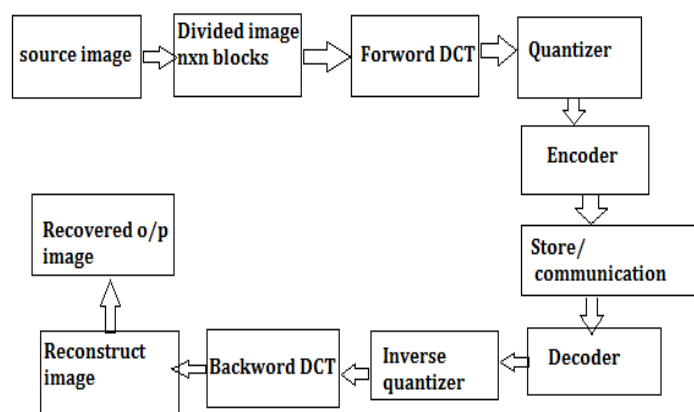 source image
Divided image
nxn blocks
Forword DCT
Quantizer
Encoder
Store/
communication
Decoder
Inverse
quantizer
Backword DCT
Reconstruct
image
Recovered o/p
image